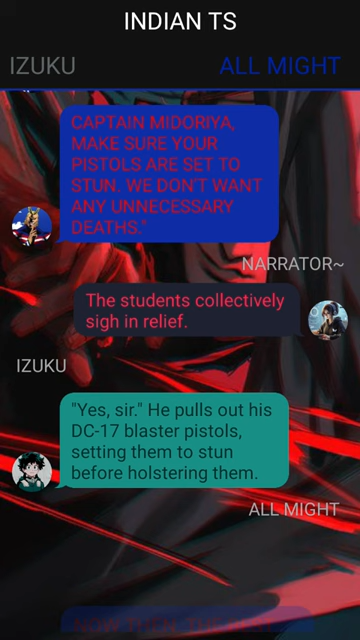 INDIAN TS
IZUKU
ALL MIGHT
CAPTAIN MIDORIYA,
MAKE SURE YOUR
PISTOLS ARE SET TO
STUN. WE DON'T WANT
ANY UNNECESSARY
DEATHS."
NARRATOR~
The students collectively
sigh in relief.
IZUKU
"Yes, sir." He pulls out his
DC-17 blaster pistols,
setting them to stun
before holstering them.
ALL MIGHT